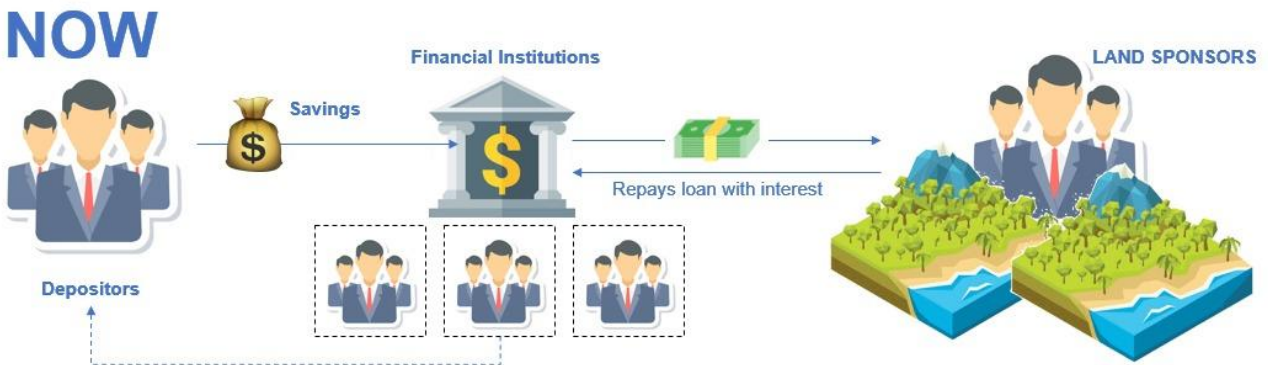 NOW
Financial Institutions
LAND SPONSORS
Savings
$
$
Repays loan with interest
Depositors